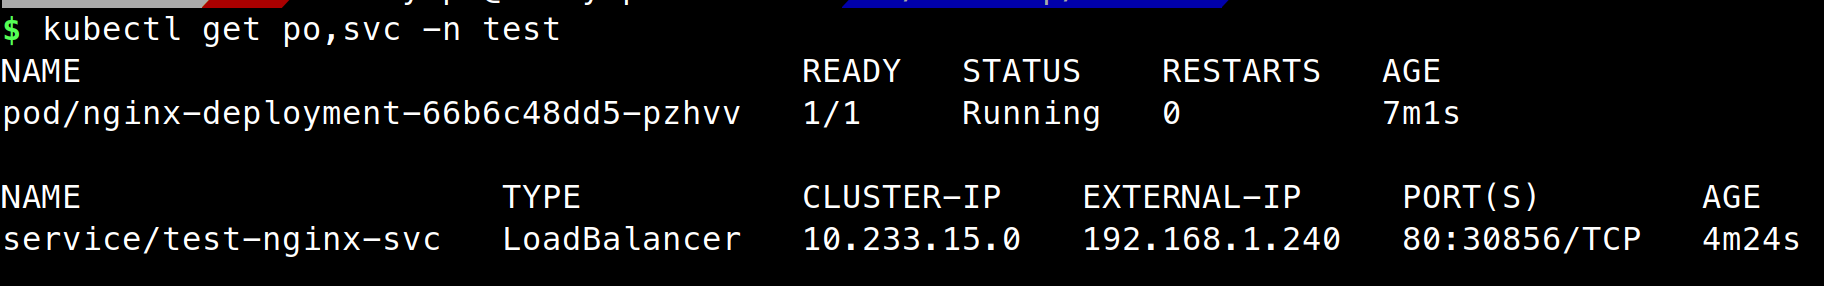 $ kubectl get po,svc -n test
NAME READY STATUS RESTARTS AGE
pod/nginx-deployment-66b6c48dd5-pzhvv 1/1 Running 0 7m1s
NAME TYPE CLUSTER-IP EXTERNAL-IP PORT(S) AGE
service/test-nginx-svc LoadBalancer 10.233.15.0 192.168.1.240 80:30856/TCP 4m24s